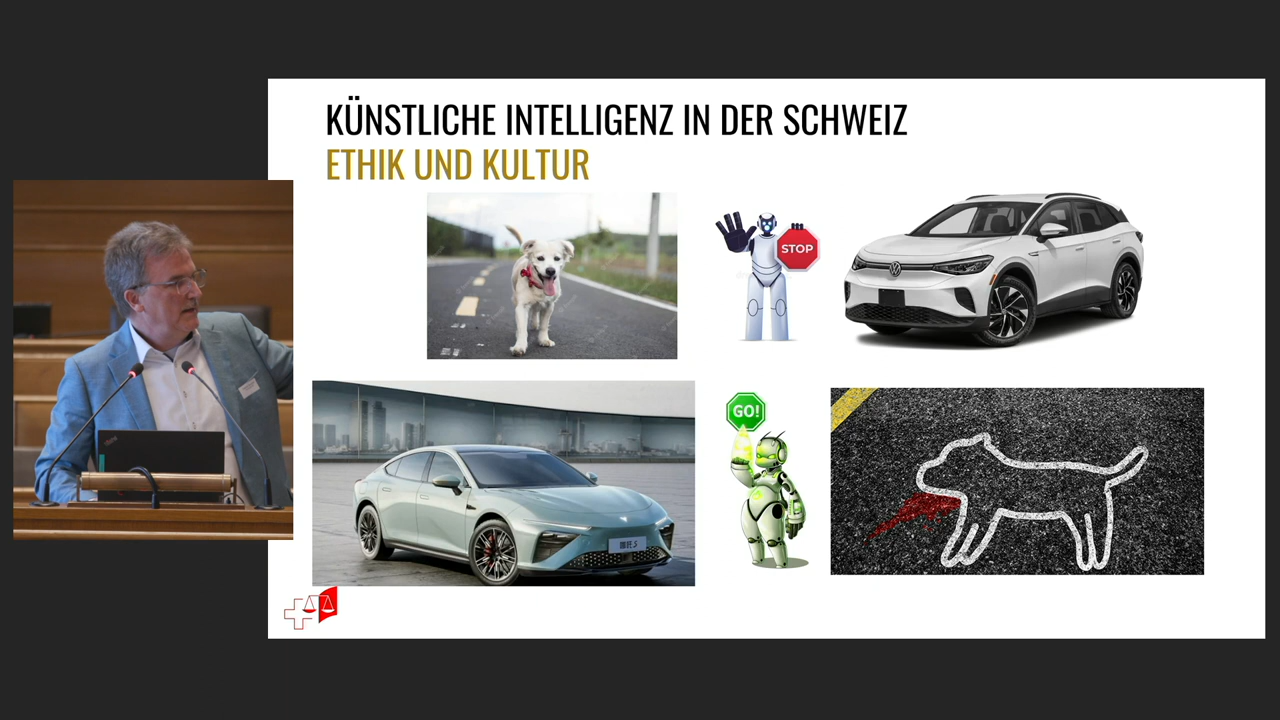 KÜNSTLICHE INTELLIGENZ IN DER SCHWEIZ
ETHIK UND KULTUR
STOP
GO!